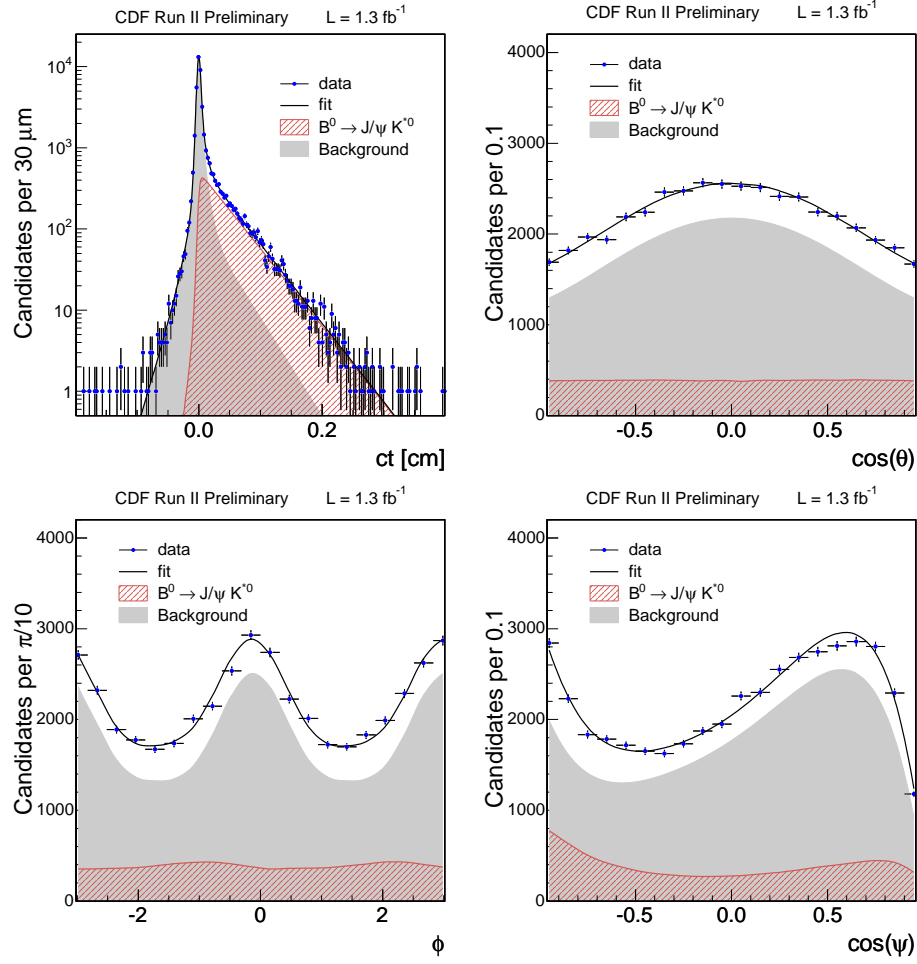 CDF Run II Preliminary L = 1.3 fb⁻¹
Candidates per 30 μm
10⁴
10³
10²
10
1
data
fit
B⁰ → J/ψ K*⁰
Background
0.0 0.2
ct [cm]
CDF Run II Preliminary L = 1.3 fb⁻¹
Candidates per 0.1
4000
3000
2000
1000
0
data
fit
B⁰ → J/ψ K*⁰
Background
-0.5 0.0 0.5
cos(θ)
CDF Run II Preliminary L = 1.3 fb⁻¹
Candidates per π/10
4000
3000
2000
1000
0
data
fit
B⁰ → J/ψ K*⁰
Background
-2 0 2
ϕ
CDF Run II Preliminary L = 1.3 fb⁻¹
Candidates per 0.1
4000
3000
2000
1000
0
data
fit
B⁰ → J/ψ K*⁰
Background
-0.5 0.0 0.5
cos(ψ)